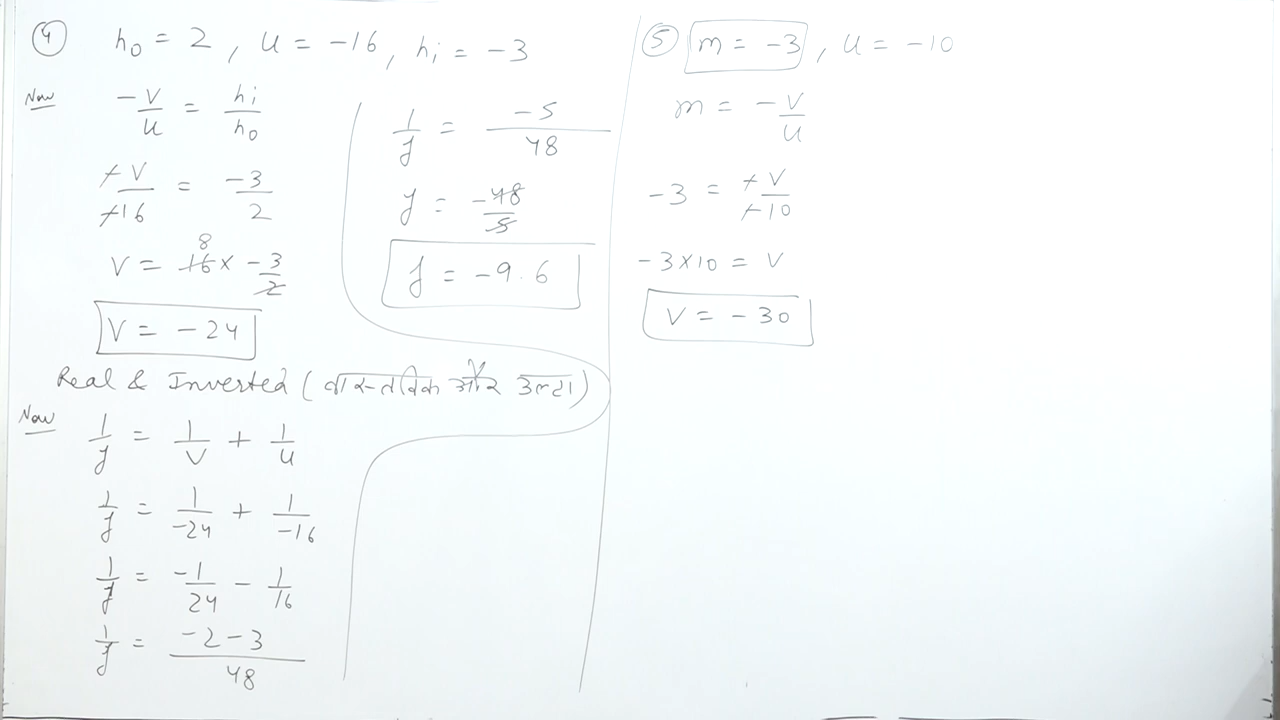 4 h₀ = 2 , u = -16, hᵢ = -3
Now -v/u = hᵢ/h₀
+v/+16 = -3/2
v = 16 8 × -3/2
v = -24
Real & Inverted (वास्तविक और उल्टा)
Now 1/f = 1/v + 1/u
1/f = 1/-24 + 1/-16
1/f = -1/24 - 1/16
1/f = -2-3/48
1/f = -5/48
f = -48/5
f = -9.6
5 m = -3 , u = -10
m = -v/u
-3 = +v/+10
-3×10 = v
v = -30